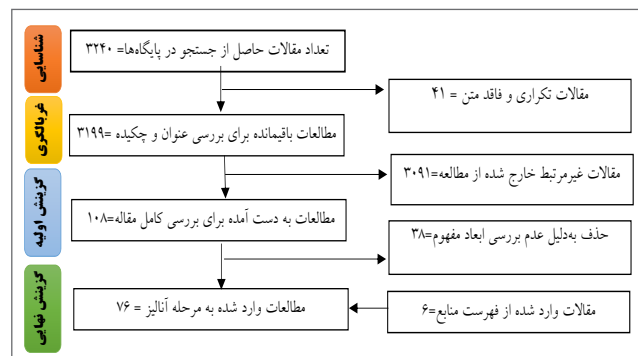 شناسایی
تعداد مقالات حاصل از جستجو در پایگاه‌ها= ۳۲۴۰
مقالات تکراری و فاقد متن = ۴۱
غربالگری
مطالعات باقیمانده برای بررسی عنوان و چکیده =۳۱۹۹
مقالات غیرمرتبط خارج شده از مطالعه=۳۰۹۱
گزینش اولیه
مطالعات به دست آمده برای بررسی کامل مقاله=۱۰۸
حذف به‌دلیل عدم بررسی ابعاد مفهوم=۳۸
گزینش نهایی
مطالعات وارد شده به مرحله آنالیز = ۷۶
مقالات وارد شده از فهرست منابع=۶